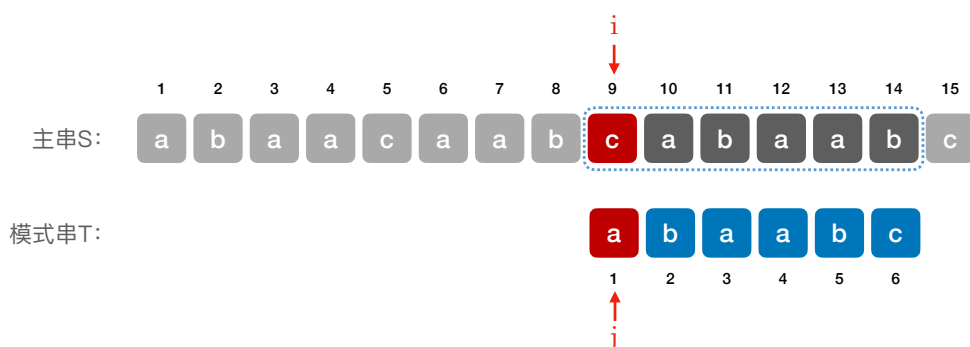 i
1 2 3 4 5 6 7 8 9 10 11 12 13 14 15
主串S: a b a a c a a b c a b a a b c
模式串T: a b a a b c
1 2 3 4 5 6
j